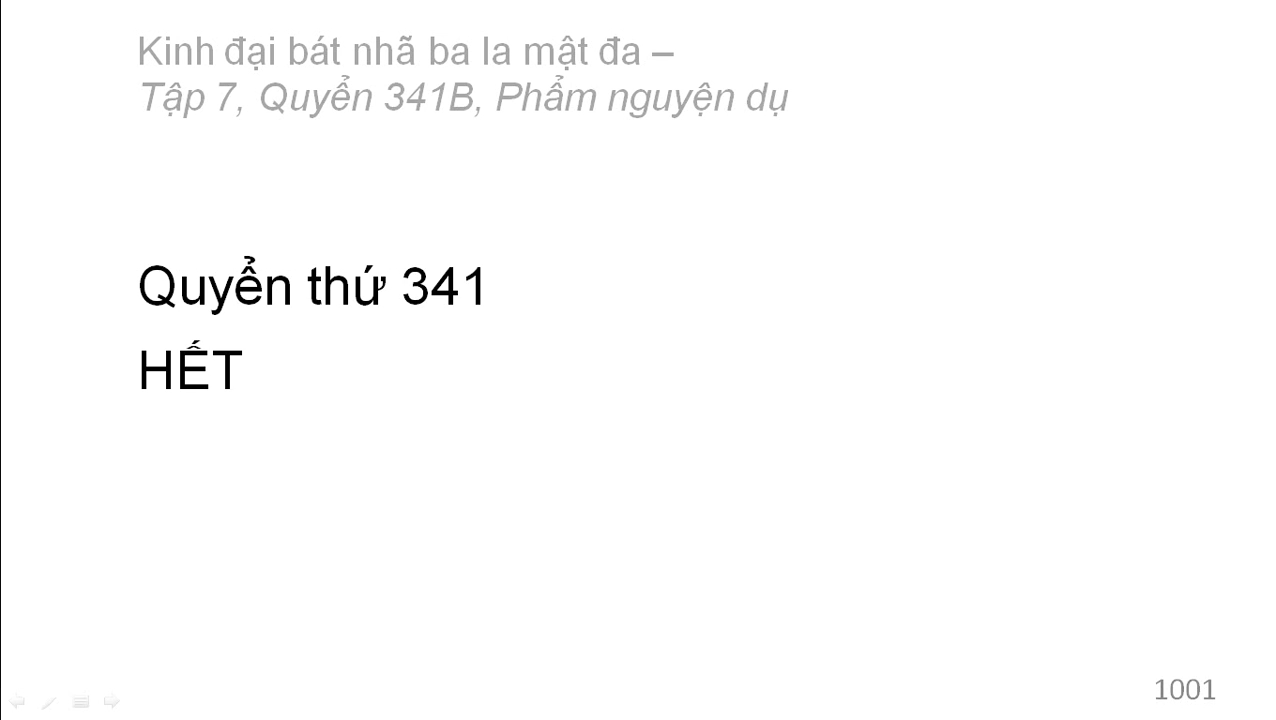 Kinh đại bát nhã ba la mật đa –
Tập 7, Quyển 341B, Phẩm nguyện dụ
Quyển thứ 341
HẾT
1001